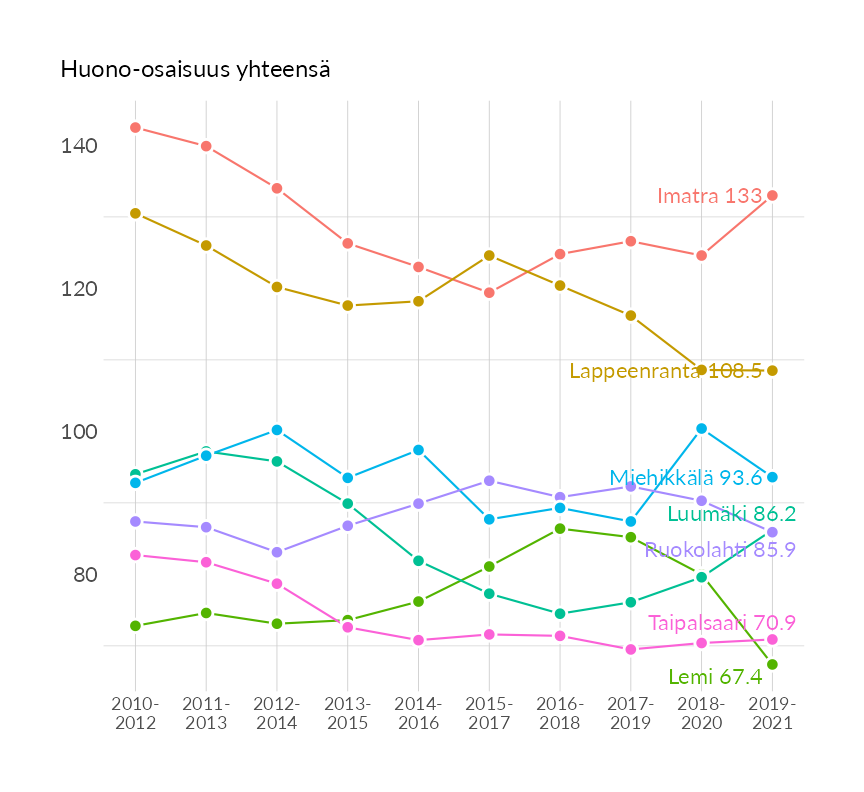 Huono-osaisuus yhteensä
140
Imatra 133
120
Lappeenranta 108.5
100
Miehikkälä 93.6
Luumäki 86.2
Ruokolahti 85.9
80
Taipalsaari 70.9
Lemi 67.4
2010- 2011- 2012- 2013- 2014- 2015- 2016- 2017- 2018- 2019-
2012 2013 2014 2015 2016 2017 2018 2019 2020 2021